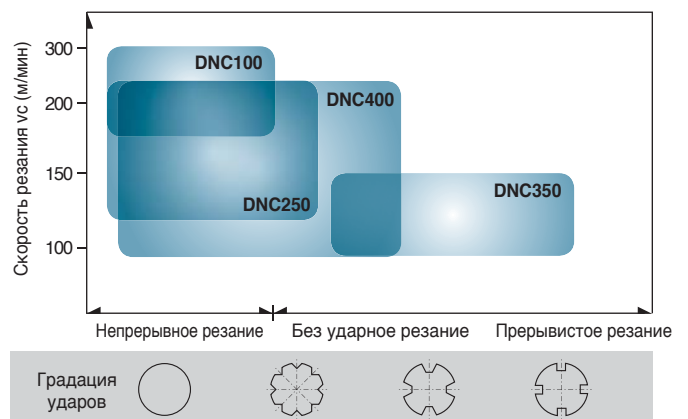 Скорость резания vc (м/мин)
300
200
150
100
DNC100
DNC400
DNC250
DNC350
Непрерывное резание
Без ударное резание
Прерывистое резание
Градация
ударов